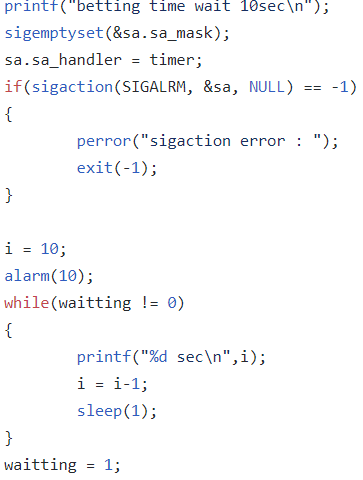 printf("betting time wait 10sec\n");
sigemptyset(&sa.sa_mask);
sa.sa_handler = timer;
if(sigaction(SIGALRM, &sa, NULL) == -1)
{
        perror("sigaction error : ");
        exit(-1);
}

i = 10;
alarm(10);
while(waitting != 0)
{
        printf("%d sec\n",i);
        i = i-1;
        sleep(1);
}
waitting = 1;